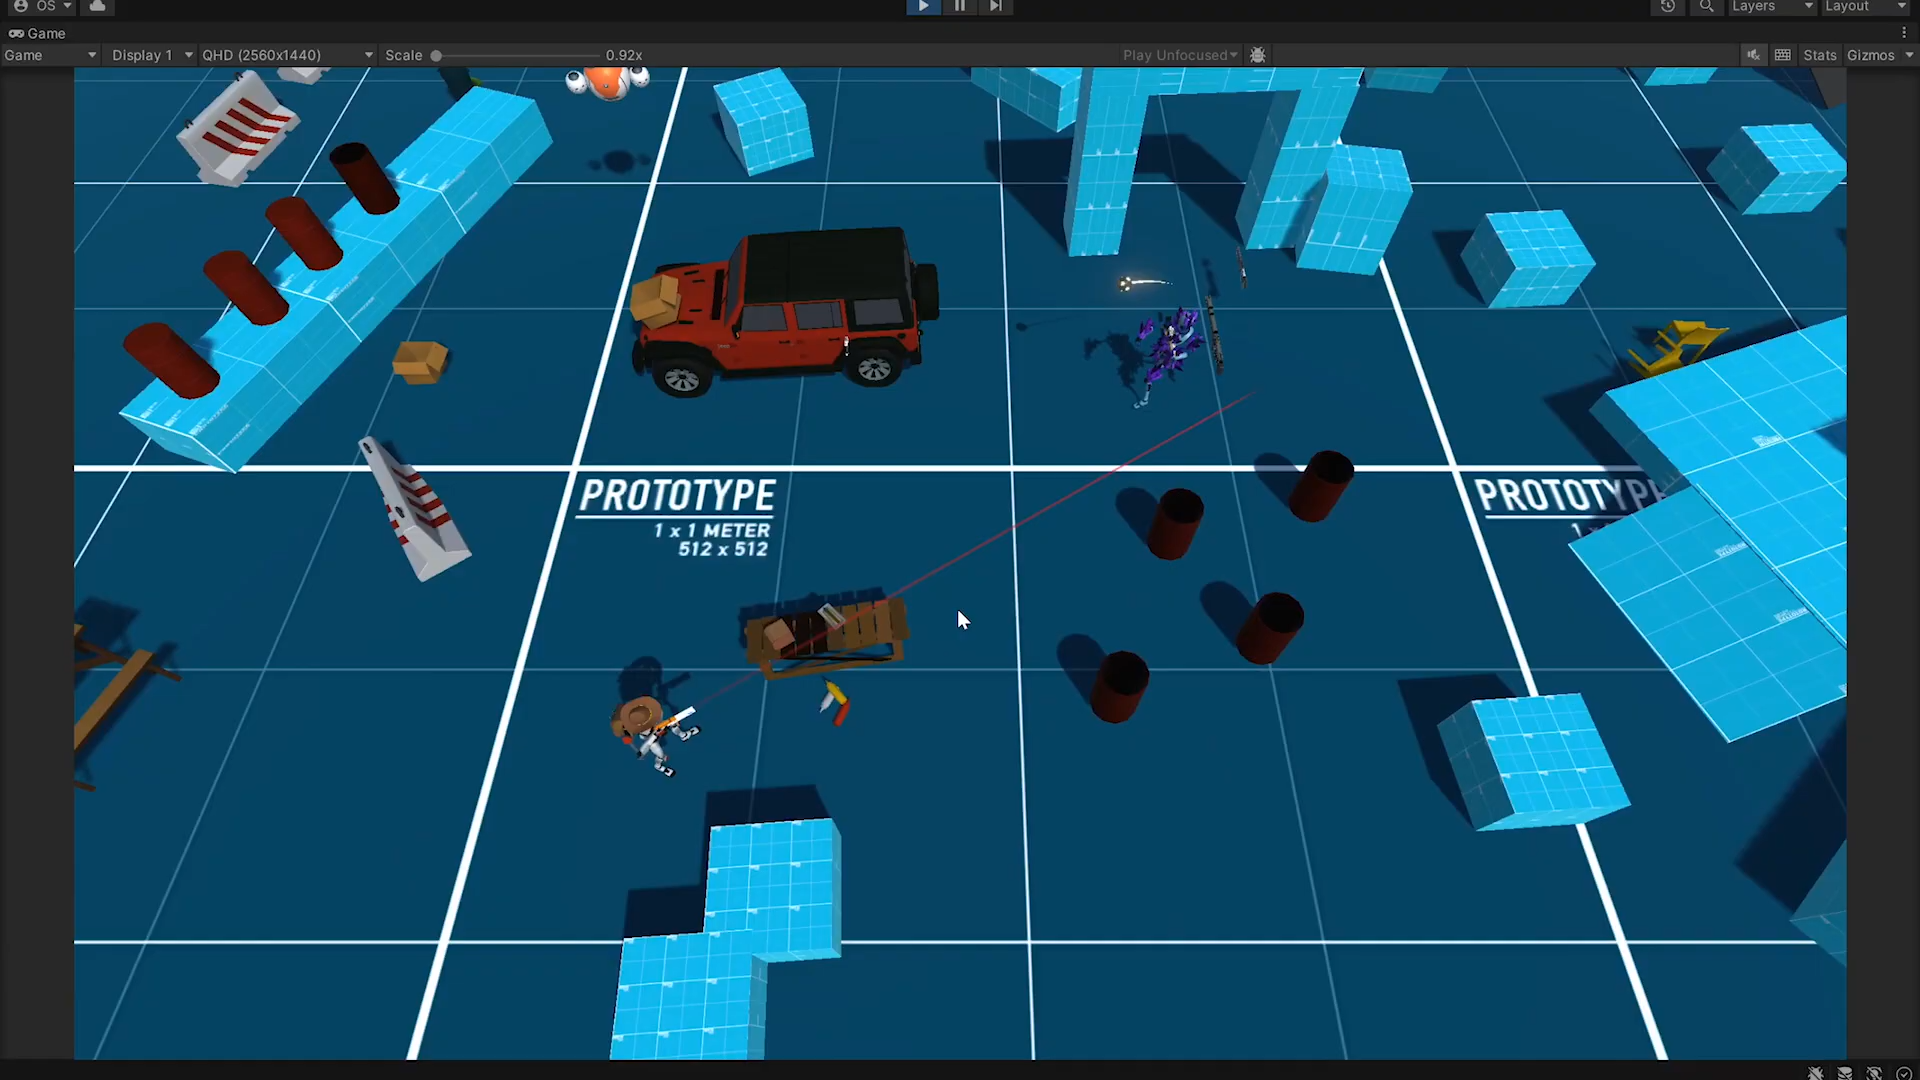 OS
Layers
Layout
Game
Game
Display 1
QHD (2560x1440)
Scale
0.92x
Play Unfocused
Stats
Gizmos
PROTOTYPE
1 x 1 METER
512 x 512
PROTOTYPE